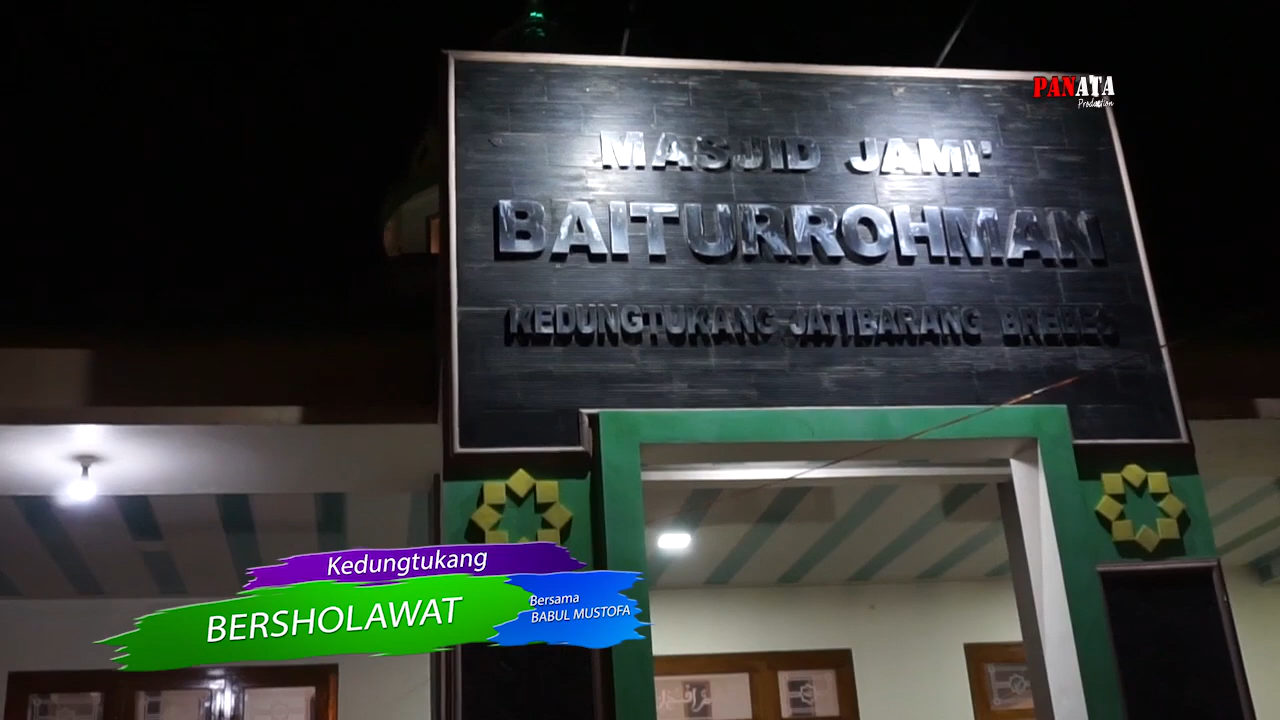 PANATA
Production
MASJID JAMI'
BAITURROHMAN
KEDUNGTUKANG JATIBARANG BREBES
Kedungtukang
BERSHOLAWAT
Bersama
BABUL MUSTOFA